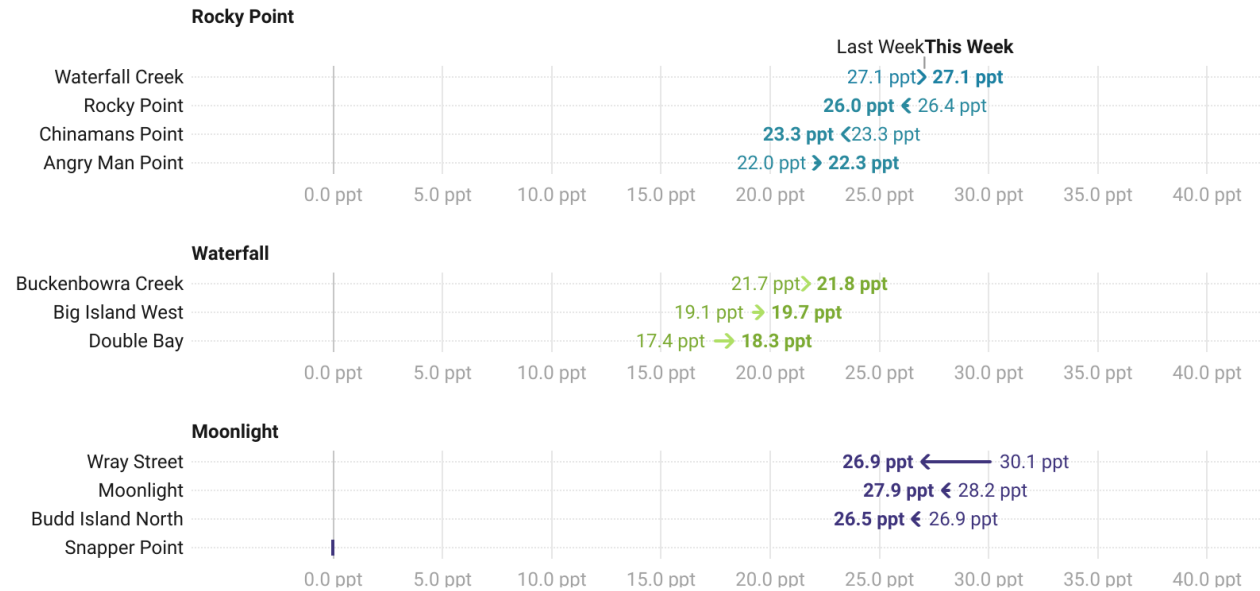 Rocky Point
Last WeekThis Week
Waterfall Creek 27.1 ppt 27.1 ppt
Rocky Point 26.0 ppt 26.4 ppt
Chinamans Point 23.3 ppt 23.3 ppt
Angry Man Point 22.0 ppt 22.3 ppt
0.0 ppt 5.0 ppt 10.0 ppt 15.0 ppt 20.0 ppt 25.0 ppt 30.0 ppt 35.0 ppt 40.0 ppt
Waterfall
Buckenbowra Creek 21.7 ppt 21.8 ppt
Big Island West 19.1 ppt 19.7 ppt
Double Bay 17.4 ppt 18.3 ppt
0.0 ppt 5.0 ppt 10.0 ppt 15.0 ppt 20.0 ppt 25.0 ppt 30.0 ppt 35.0 ppt 40.0 ppt
Moonlight
Wray Street 26.9 ppt 30.1 ppt
Moonlight 27.9 ppt 28.2 ppt
Budd Island North 26.5 ppt 26.9 ppt
Snapper Point
0.0 ppt 5.0 ppt 10.0 ppt 15.0 ppt 20.0 ppt 25.0 ppt 30.0 ppt 35.0 ppt 40.0 ppt